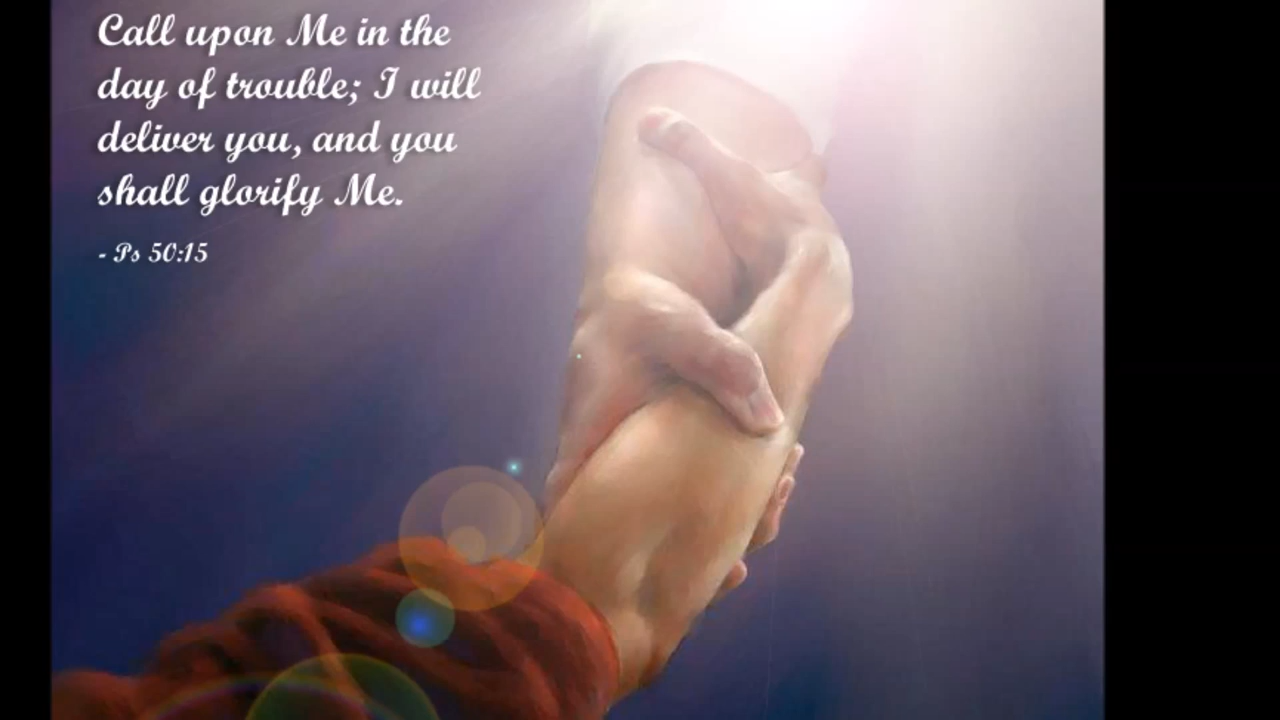 Call upon Me in the
day of trouble; I will
deliver you, and you
shall glorify Me.
- Ps 50:15